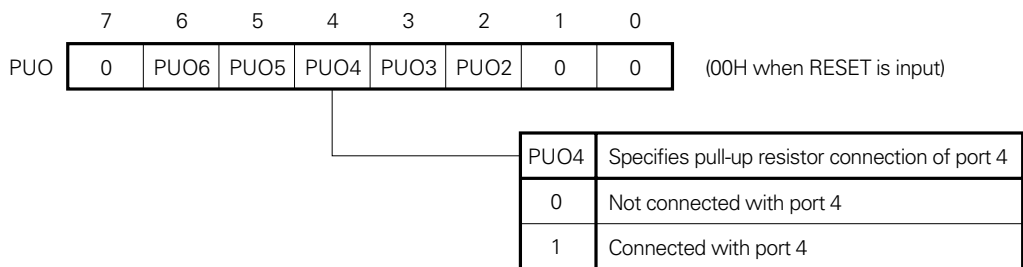 7 6 5 4 3 2 1 0
PUO 0 PUO6 PUO5 PUO4 PUO3 PUO2 0 0 (00H when RESET is input)
PUO4 Specifies pull-up resistor connection of port 4
0 Not connected with port 4
1 Connected with port 4